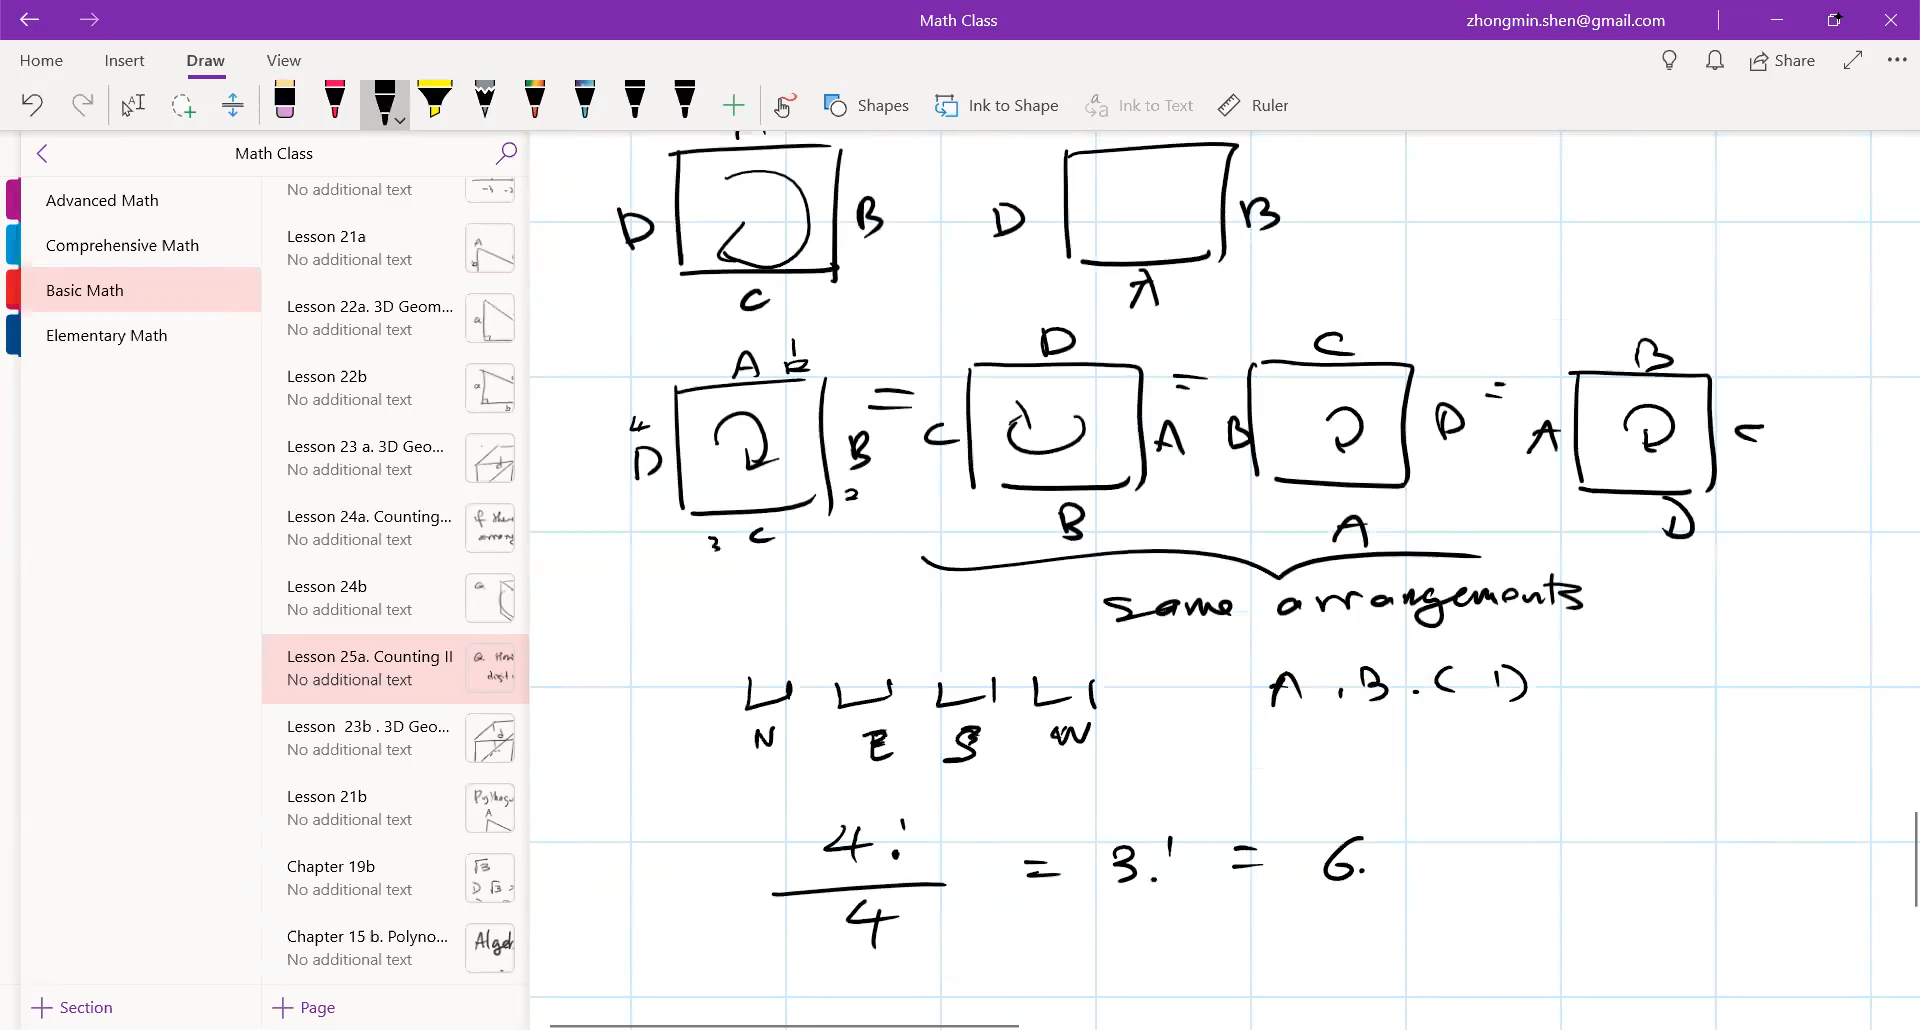 Math Class
zhongmin.shen@gmail.com
Home Insert Draw View
Share
Shapes
Ink to Shape
Ink to Text
Ruler
Math Class
Advanced Math
Comprehensive Math
Basic Math
Elementary Math
No additional text
Lesson 21a
No additional text
Lesson 22a. 3D Geom...
No additional text
Lesson 22b
No additional text
Lesson 23 a. 3D Geo...
No additional text
Lesson 24a. Counting...
No additional text
Lesson 24b
No additional text
Lesson 25a. Counting II
No additional text
Lesson 23b . 3D Geo...
No additional text
Lesson 21b
No additional text
Chapter 19b
No additional text
Chapter 15 b. Polyno...
No additional text
Section
Page
D B D B
C A
A 1 D C B
4 D B 2 = C A = B D = A C
3 C B A D
same arrangements
A , B . C D
N E S W
4! / 4 = 3! = 6.